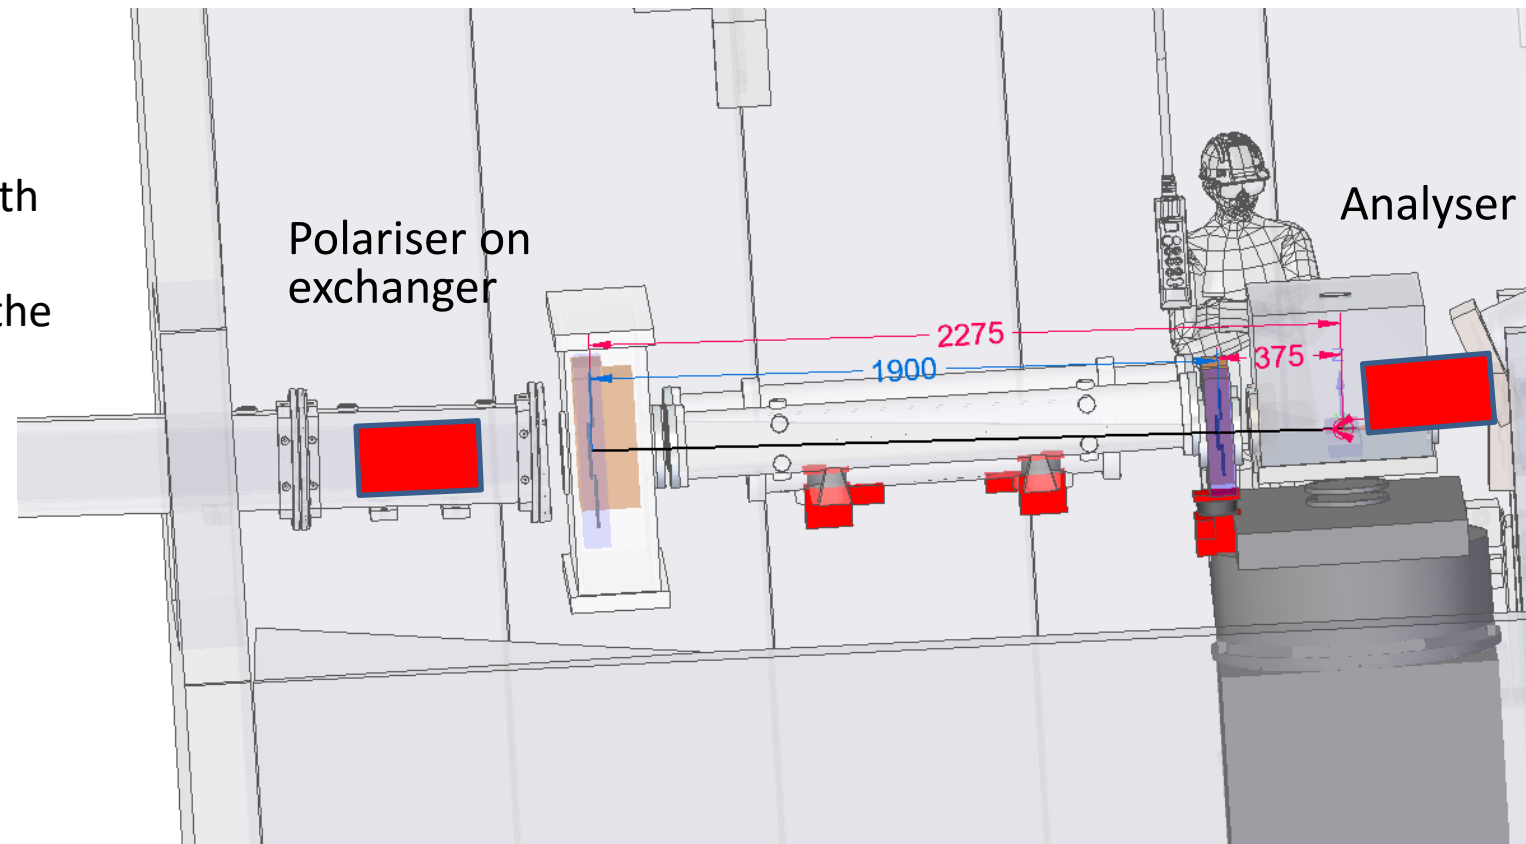 th
the
Polariser on
exchanger
Analyser
2275
1900
375